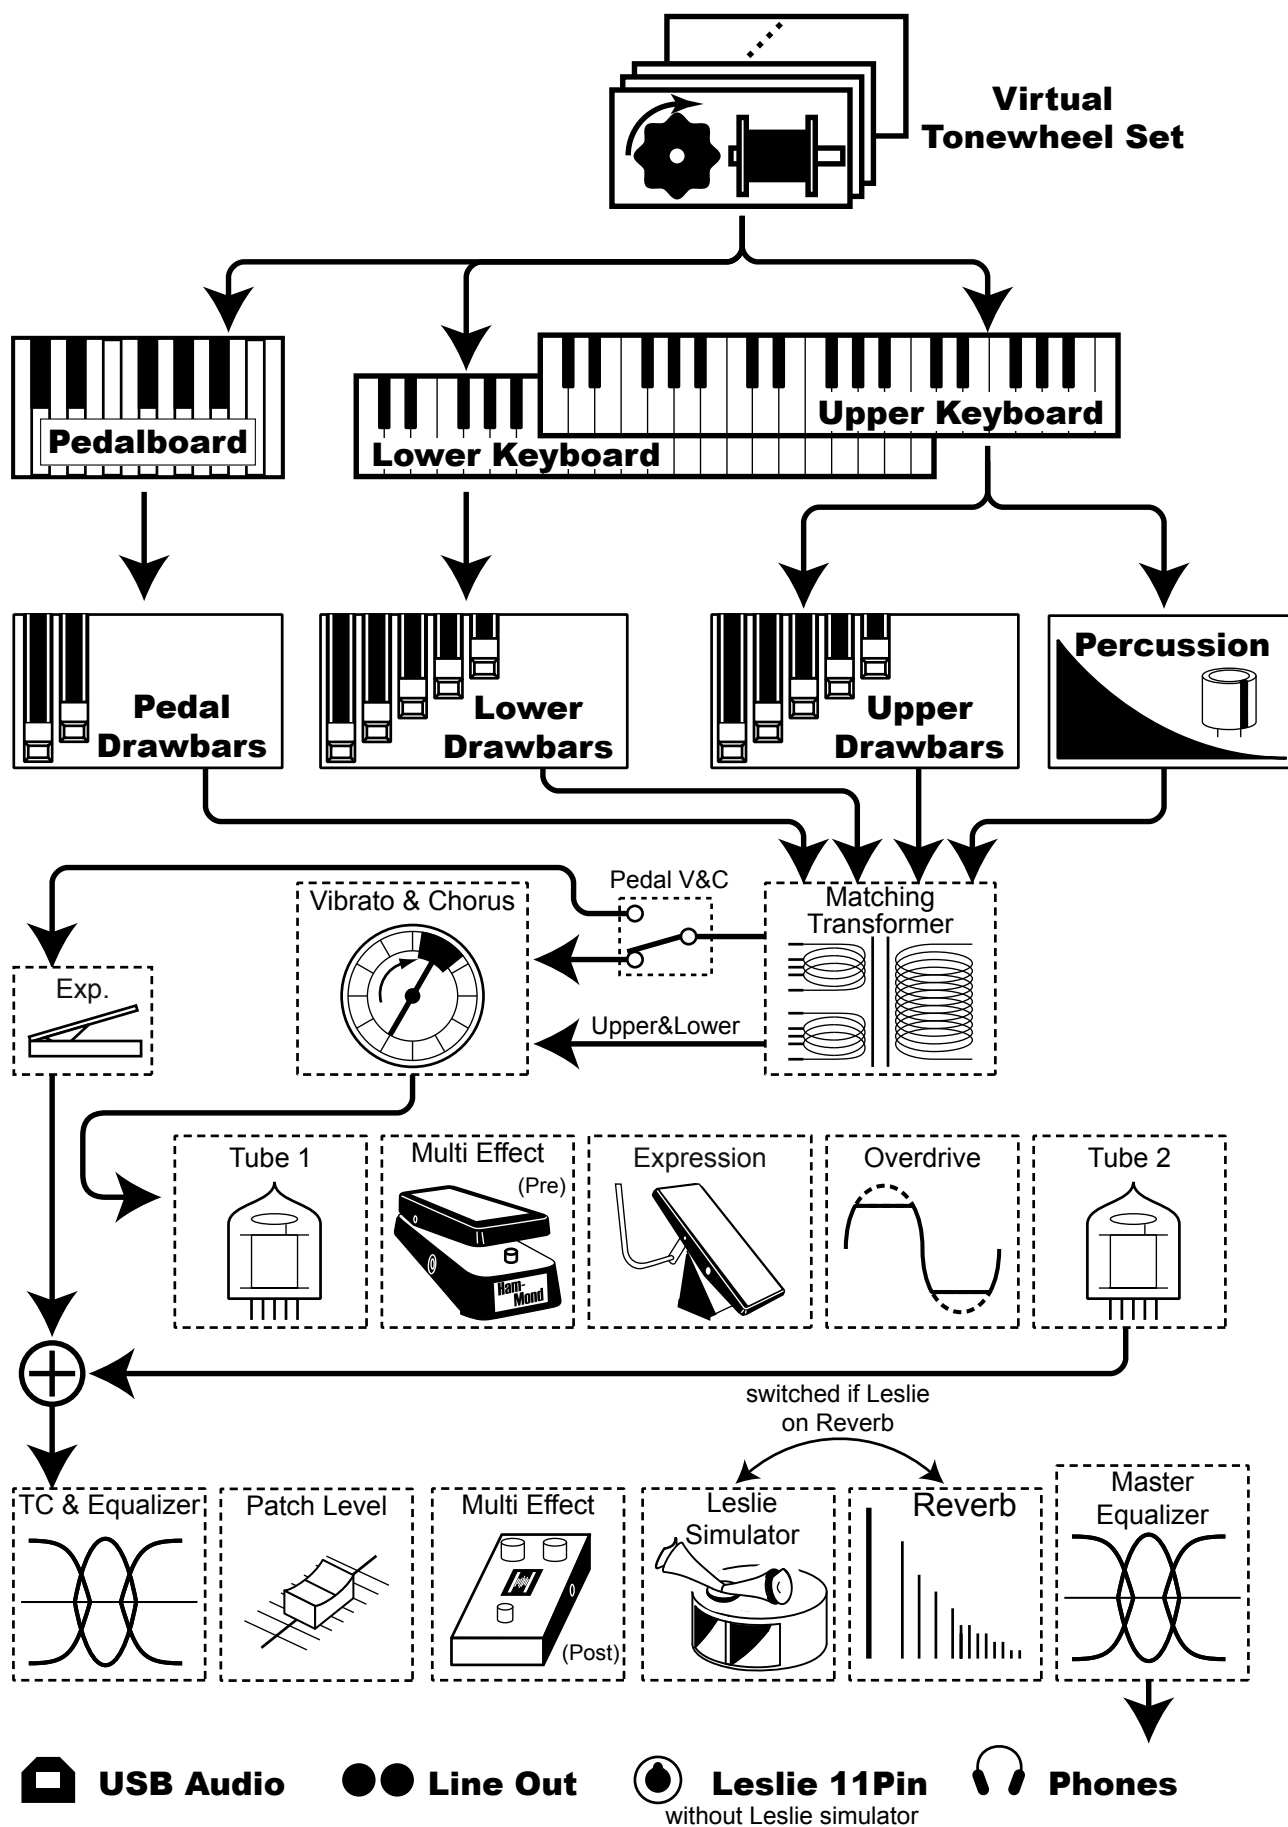 Virtual
Tonewheel Set
Upper Keyboard
Pedalboard
Lower Keyboard
Pedal
Drawbars
Lower
Drawbars
Upper
Drawbars
Percussion
Pedal V&C
Vibrato & Chorus
Matching
Transformer
Exp.
Upper&Lower
Tube 1
Multi Effect
(Pre)
Ham-
Mond
Expression
Overdrive
Tube 2
switched if Leslie
on Reverb
TC & Equalizer
Patch Level
Multi Effect
(Post)
Leslie
Simulator
Reverb
Master
Equalizer
USB Audio
Line Out
Leslie 11Pin
without Leslie simulator
Phones